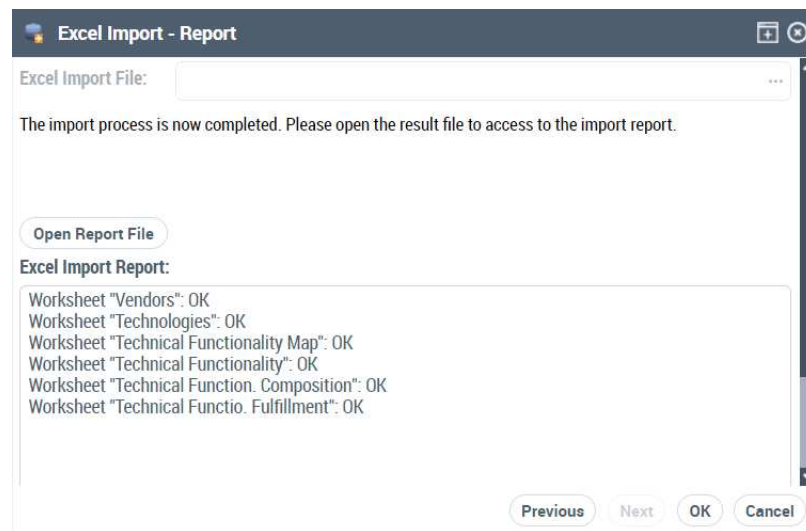 Excel Import - Report
Excel Import File:
...
The import process is now completed. Please open the result file to access to the import report.
Open Report File
Excel Import Report:
Worksheet "Vendors": OK
Worksheet "Technologies": OK
Worksheet "Technical Functionality Map": OK
Worksheet "Technical Functionality": OK
Worksheet "Technical Function. Composition": OK
Worksheet "Technical Functio. Fulfillment": OK
Previous Next OK Cancel